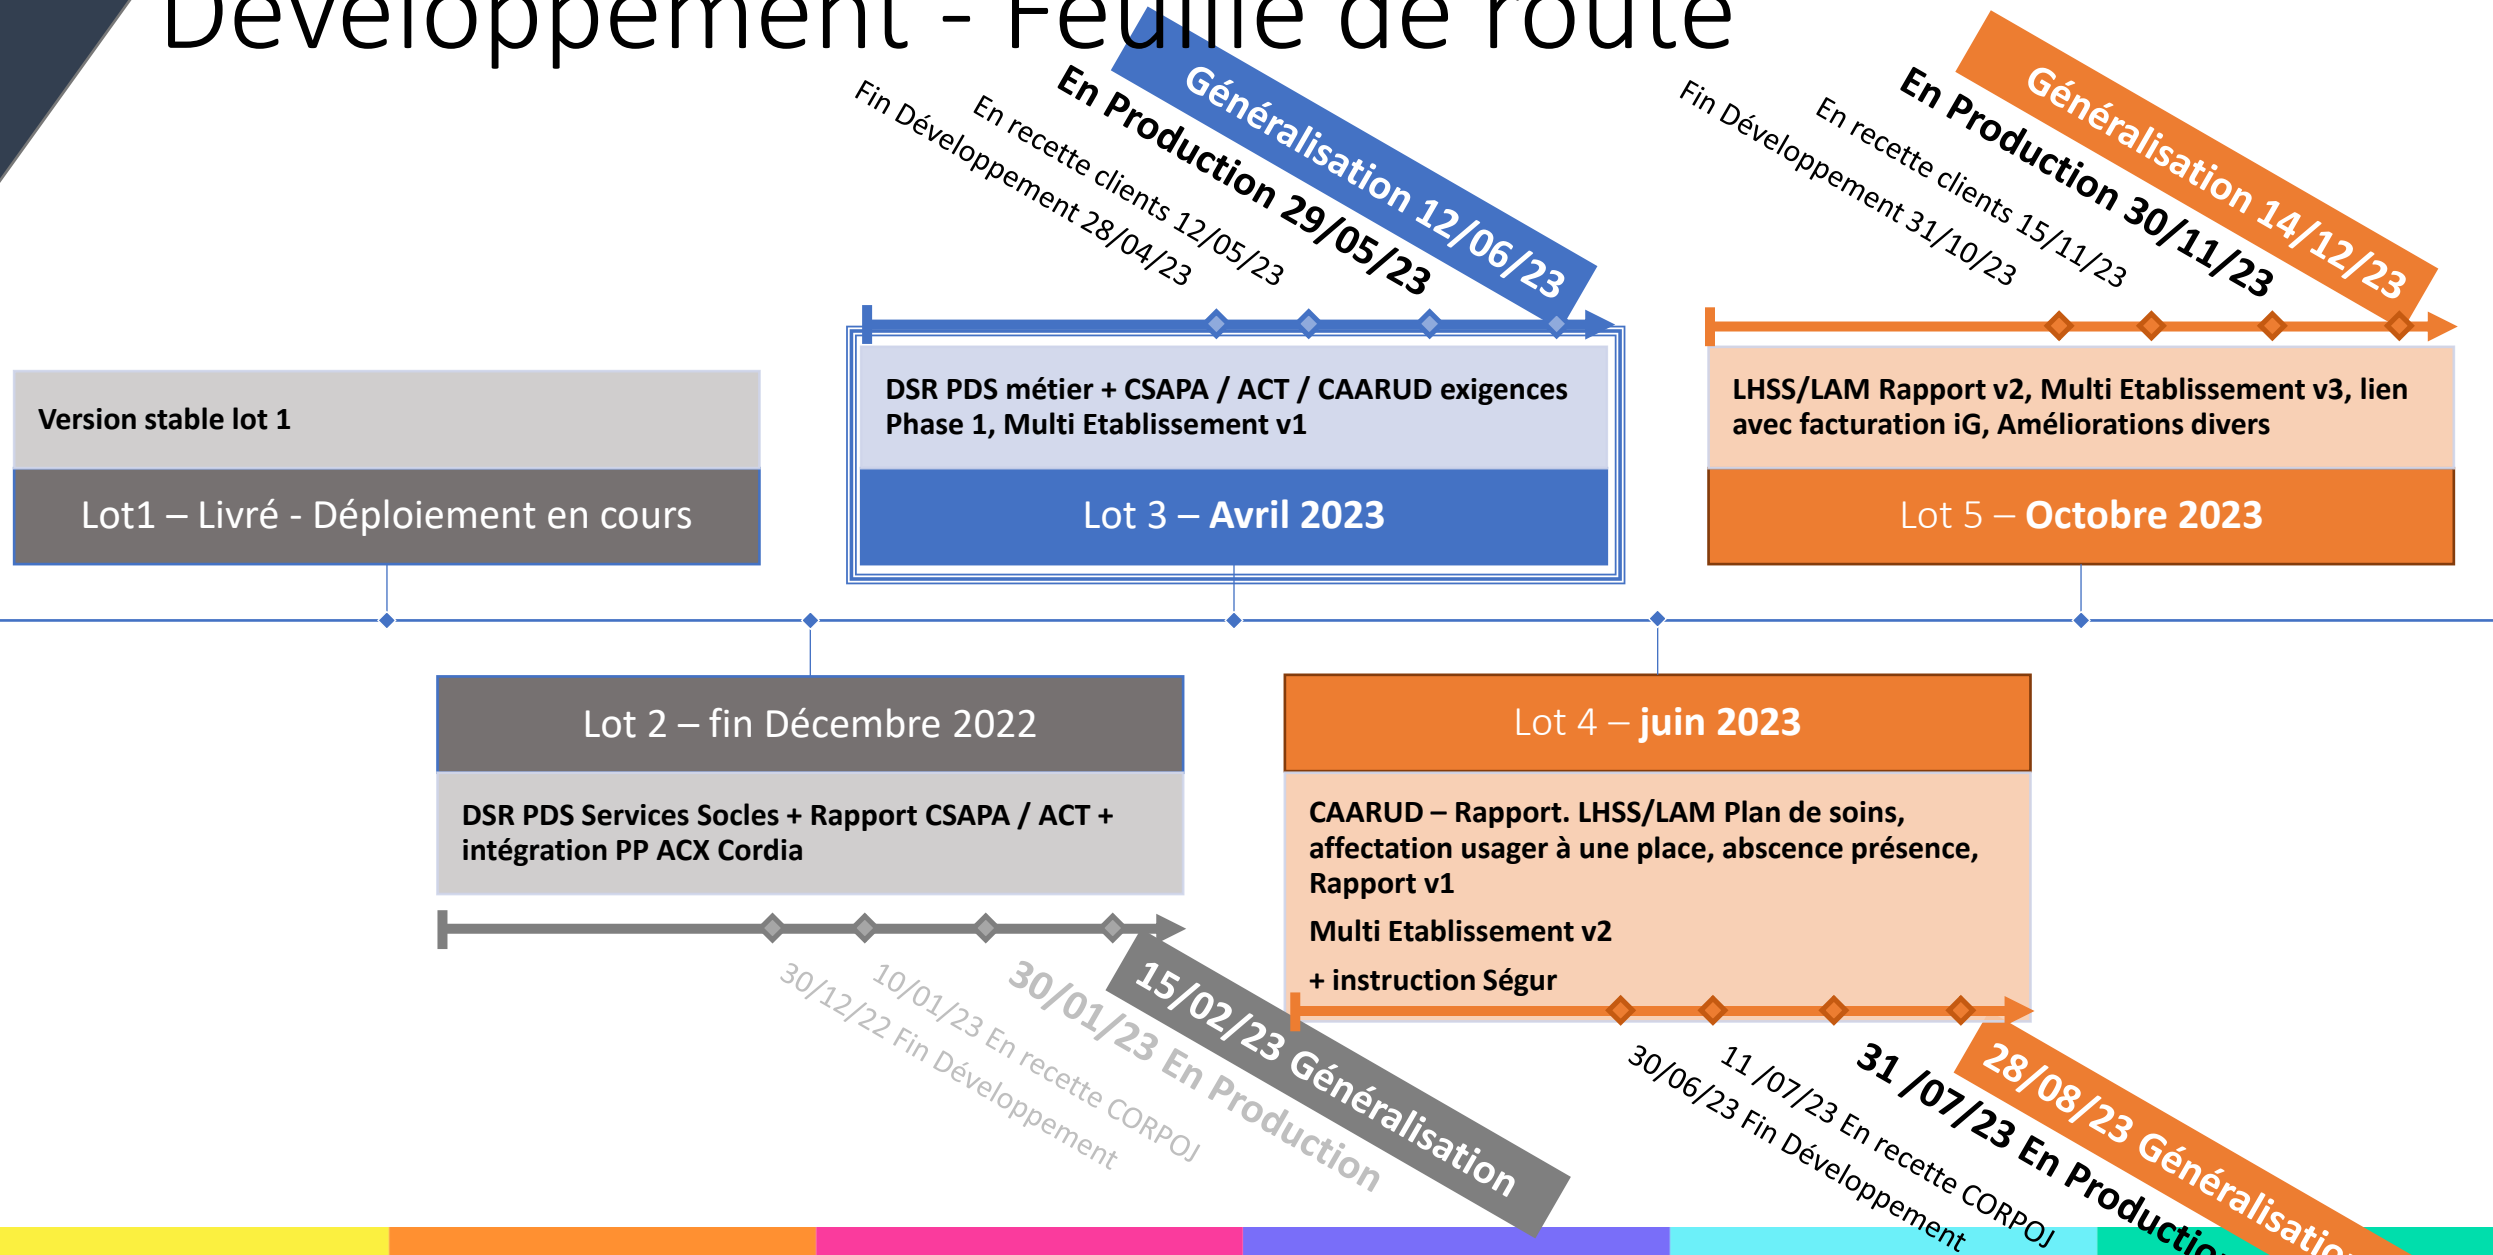 Développement - Feuille de route
Fin Développement 28/04/23
En recette clients 12/05/23
En Production 29/05/23
Généralisation 12/06/23
Fin Développement 31/10/23
En recette clients 15/11/23
En Production 30/11/23
Généralisation 14/12/23
Version stable lot 1
Lot1 – Livré - Déploiement en cours
DSR PDS métier + CSAPA / ACT / CAARUD exigences
Phase 1, Multi Etablissement v1
Lot 3 – Avril 2023
LHSS/LAM Rapport v2, Multi Etablissement v3, lien
avec facturation iG, Améliorations divers
Lot 5 – Octobre 2023
Lot 2 – fin Décembre 2022
DSR PDS Services Socles + Rapport CSAPA / ACT +
intégration PP ACX Cordia
30/12/22 Fin Développement
10/01/23 En recette CORPOJ
30/01/23 En Production
15/02/23 Généralisation
Lot 4 – juin 2023
CAARUD – Rapport. LHSS/LAM Plan de soins,
affectation usager à une place, abscence présence,
Rapport v1
Multi Etablissement v2
+ instruction Ségur
30/06/23 Fin Développement
11 /07/23 En recette CORPOJ
31 /07/23 En Production
28/08/23 Généralisation